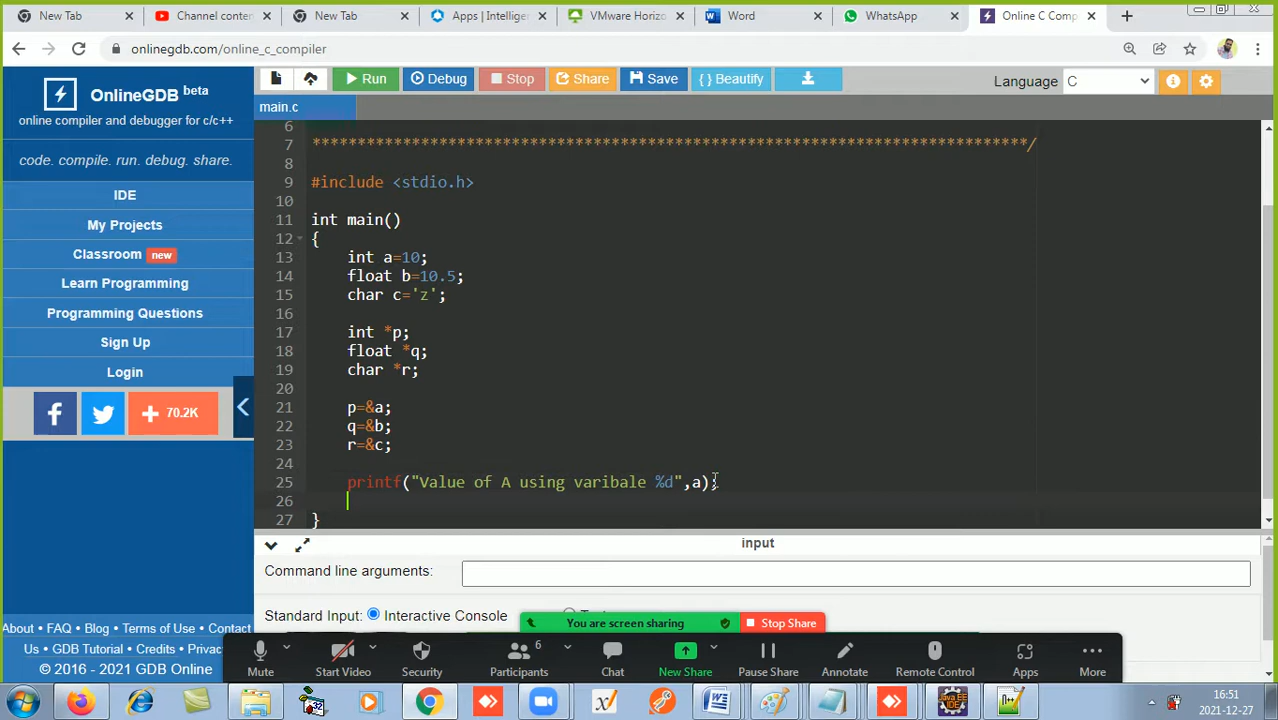 New Tab
Channel conten
New Tab
Apps | Intelligen
VMware Horizo
Word
WhatsApp
Online C Comp
onlinegdb.com/online_c_compiler
OnlineGDB beta
online compiler and debugger for c/c++
code. compile. run. debug. share.
IDE
My Projects
Classroom new
Learn Programming
Programming Questions
Sign Up
Login
70.2K
About • FAQ • Blog • Terms of Use • Contact
Us • GDB Tutorial • Credits • Privac
© 2016 - 2021 GDB Online
Run
Debug
Stop
Share
Save
{ } Beautify
Language C
main.c
6
7 *******************************************************************************/
8
9 #include <stdio.h>
10
11 int main()
12 {
13 int a=10;
14 float b=10.5;
15 char c='z';
16
17 int *p;
18 float *q;
19 char *r;
20
21 p=&a;
22 q=&b;
23 r=&c;
24
25 printf("Value of A using varibale %d",a);
26
27 }
input
Command line arguments:
Standard Input: Interactive Console
You are screen sharing
Stop Share
Mute
Start Video
Security
6
Participants
Chat
New Share
Pause Share
Annotate
Remote Control
Apps
More
16:51
2021-12-27